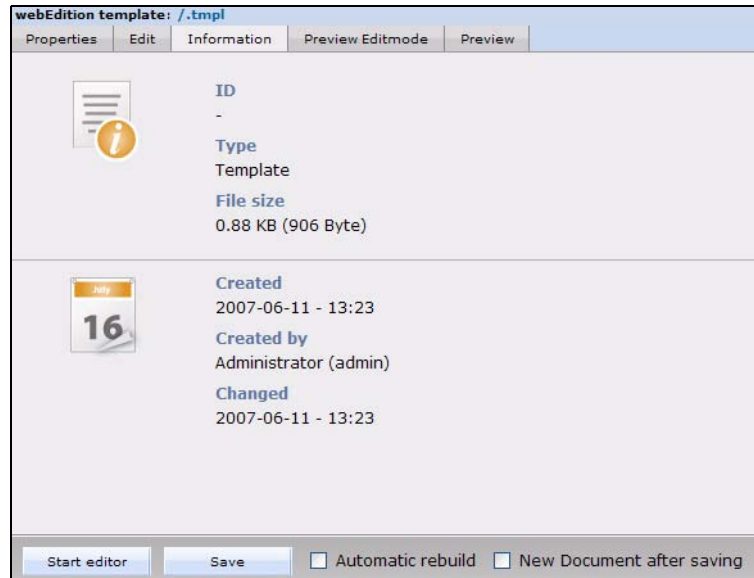 webEdition template: /.tmpl
Properties Edit Information Preview Editmode Preview
ID
-
Type
Template
File size
0.88 KB (906 Byte)
July
16
Created
2007-06-11 - 13:23
Created by
Administrator (admin)
Changed
2007-06-11 - 13:23
Start editor Save Automatic rebuild New Document after saving